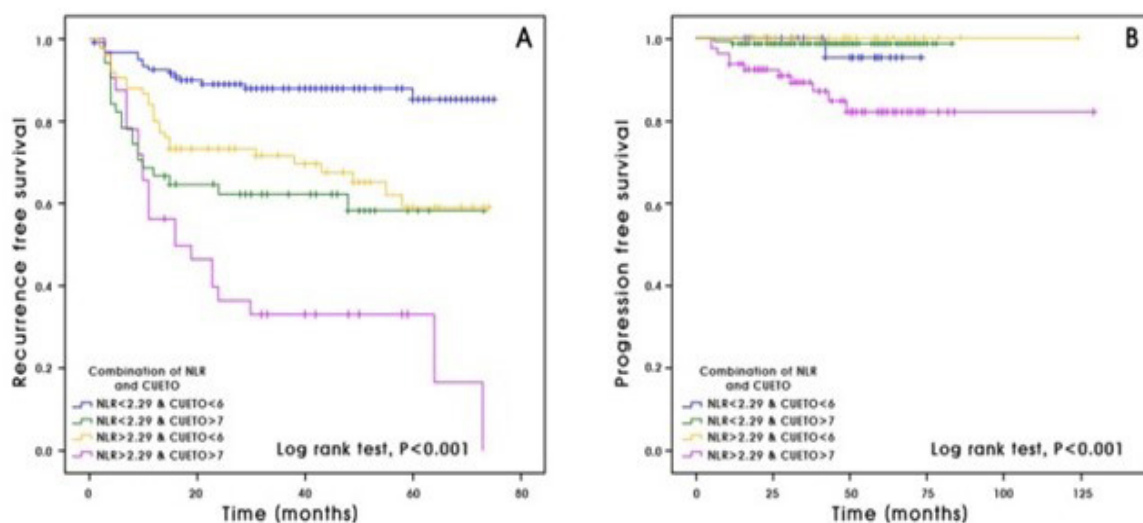 A
Recurrence free survival
1.0
0.8
0.6
0.4
0.2
0.0
Combination of NLR
and CUETO
NLR<2.29 & CUETO<6
NLR<2.29 & CUETO>7
NLR>2.29 & CUETO<6
NLR>2.29 & CUETO>7
Log rank test, P<0.001
0 20 40 60 80
Time (months)
B
Progression free survival
1.0
0.8
0.6
0.4
0.2
0.0
Combination of NLR
and CUETO
NLR<2.29 & CUETO<6
NLR<2.29 & CUETO>7
NLR>2.29 & CUETO<6
NLR>2.29 & CUETO>7
Log rank test, P<0.001
0 25 50 75 100 125
Time (months)